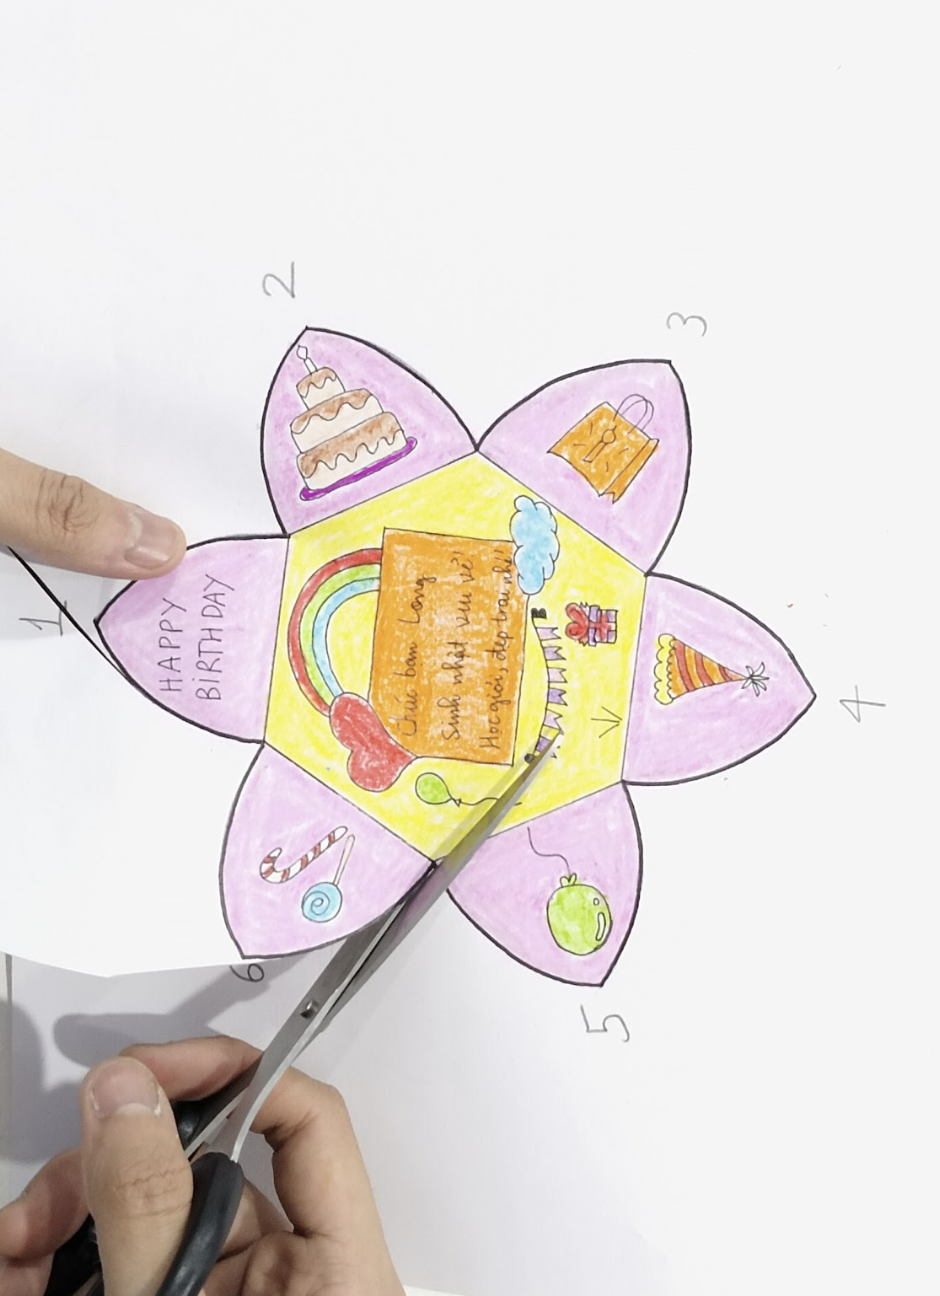 1
HAPPY
BIRTHDAY
2
3
4
5
6
Chúc bạn Long
Sinh nhật vui vẻ!
Học giỏi, đẹp trai nhé!